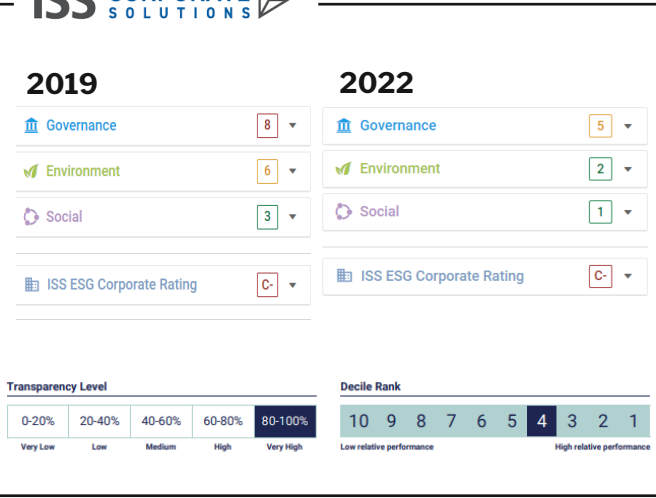 ISS CORPORATE
SOLUTIONS
2019
Governance 8
Environment 6
Social 3
ISS ESG Corporate Rating C-
2022
Governance 5
Environment 2
Social 1
ISS ESG Corporate Rating C-
Transparency Level
0-20% 20-40% 40-60% 60-80% 80-100%
Very Low Low Medium High Very High
Decile Rank
10 9 8 7 6 5 4 3 2 1
Low relative performance High relative performance